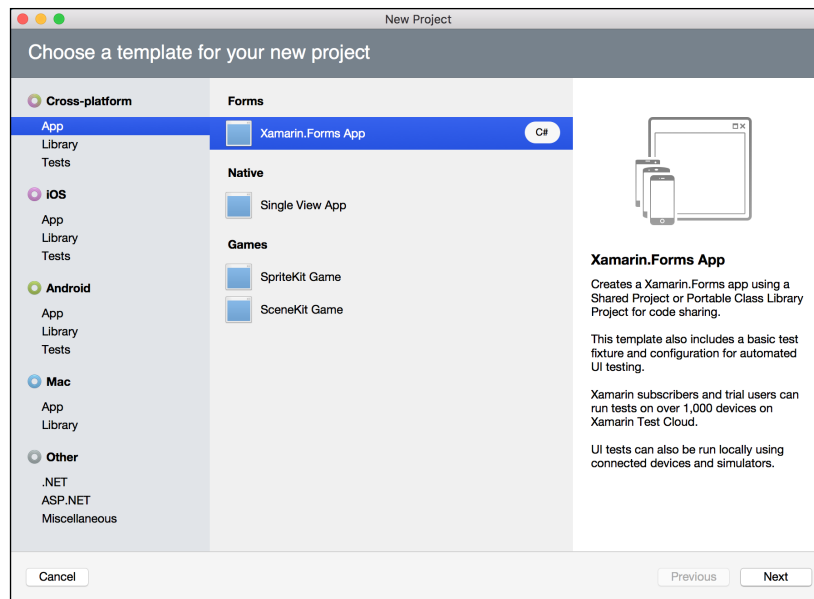 New Project
Choose a template for your new project
Cross-platform
App
Library
Tests
iOS
App
Library
Tests
Android
App
Library
Tests
Mac
App
Library
Other
.NET
ASP.NET
Miscellaneous
Forms
Xamarin.Forms App
C#
Native
Single View App
Games
SpriteKit Game
SceneKit Game
Xamarin.Forms App
Creates a Xamarin.Forms app using a
Shared Project or Portable Class Library
Project for code sharing.
This template also includes a basic test
fixture and configuration for automated
UI testing.
Xamarin subscribers and trial users can
run tests on over 1,000 devices on
Xamarin Test Cloud.
UI tests can also be run locally using
connected devices and simulators.
Cancel
Previous
Next